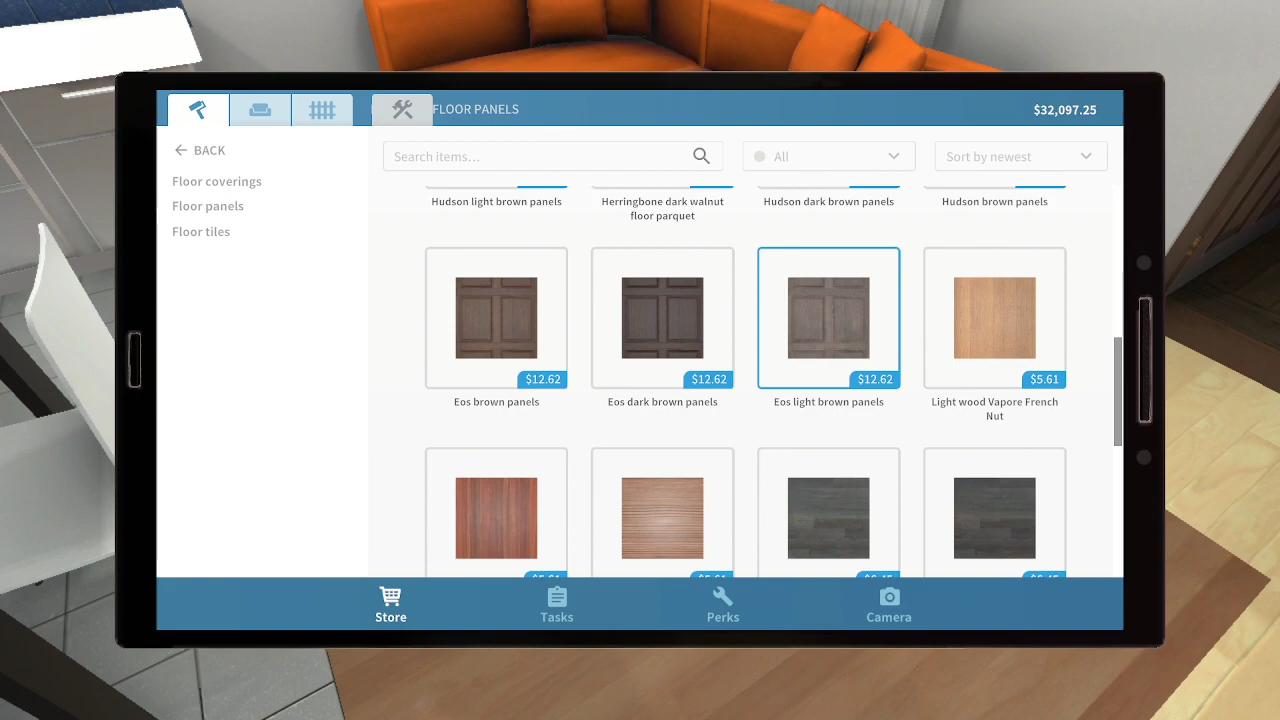 FLOOR PANELS
$32,097.25
BACK
Search items...
All
Sort by newest
Floor coverings
Floor panels
Floor tiles
Hudson light brown panels
Herringbone dark walnut
floor parquet
Hudson dark brown panels
Hudson brown panels
$12.62
$12.62
$12.62
$5.61
Eos brown panels
Eos dark brown panels
Eos light brown panels
Light wood Vapore French
Nut
Store
Tasks
Perks
Camera